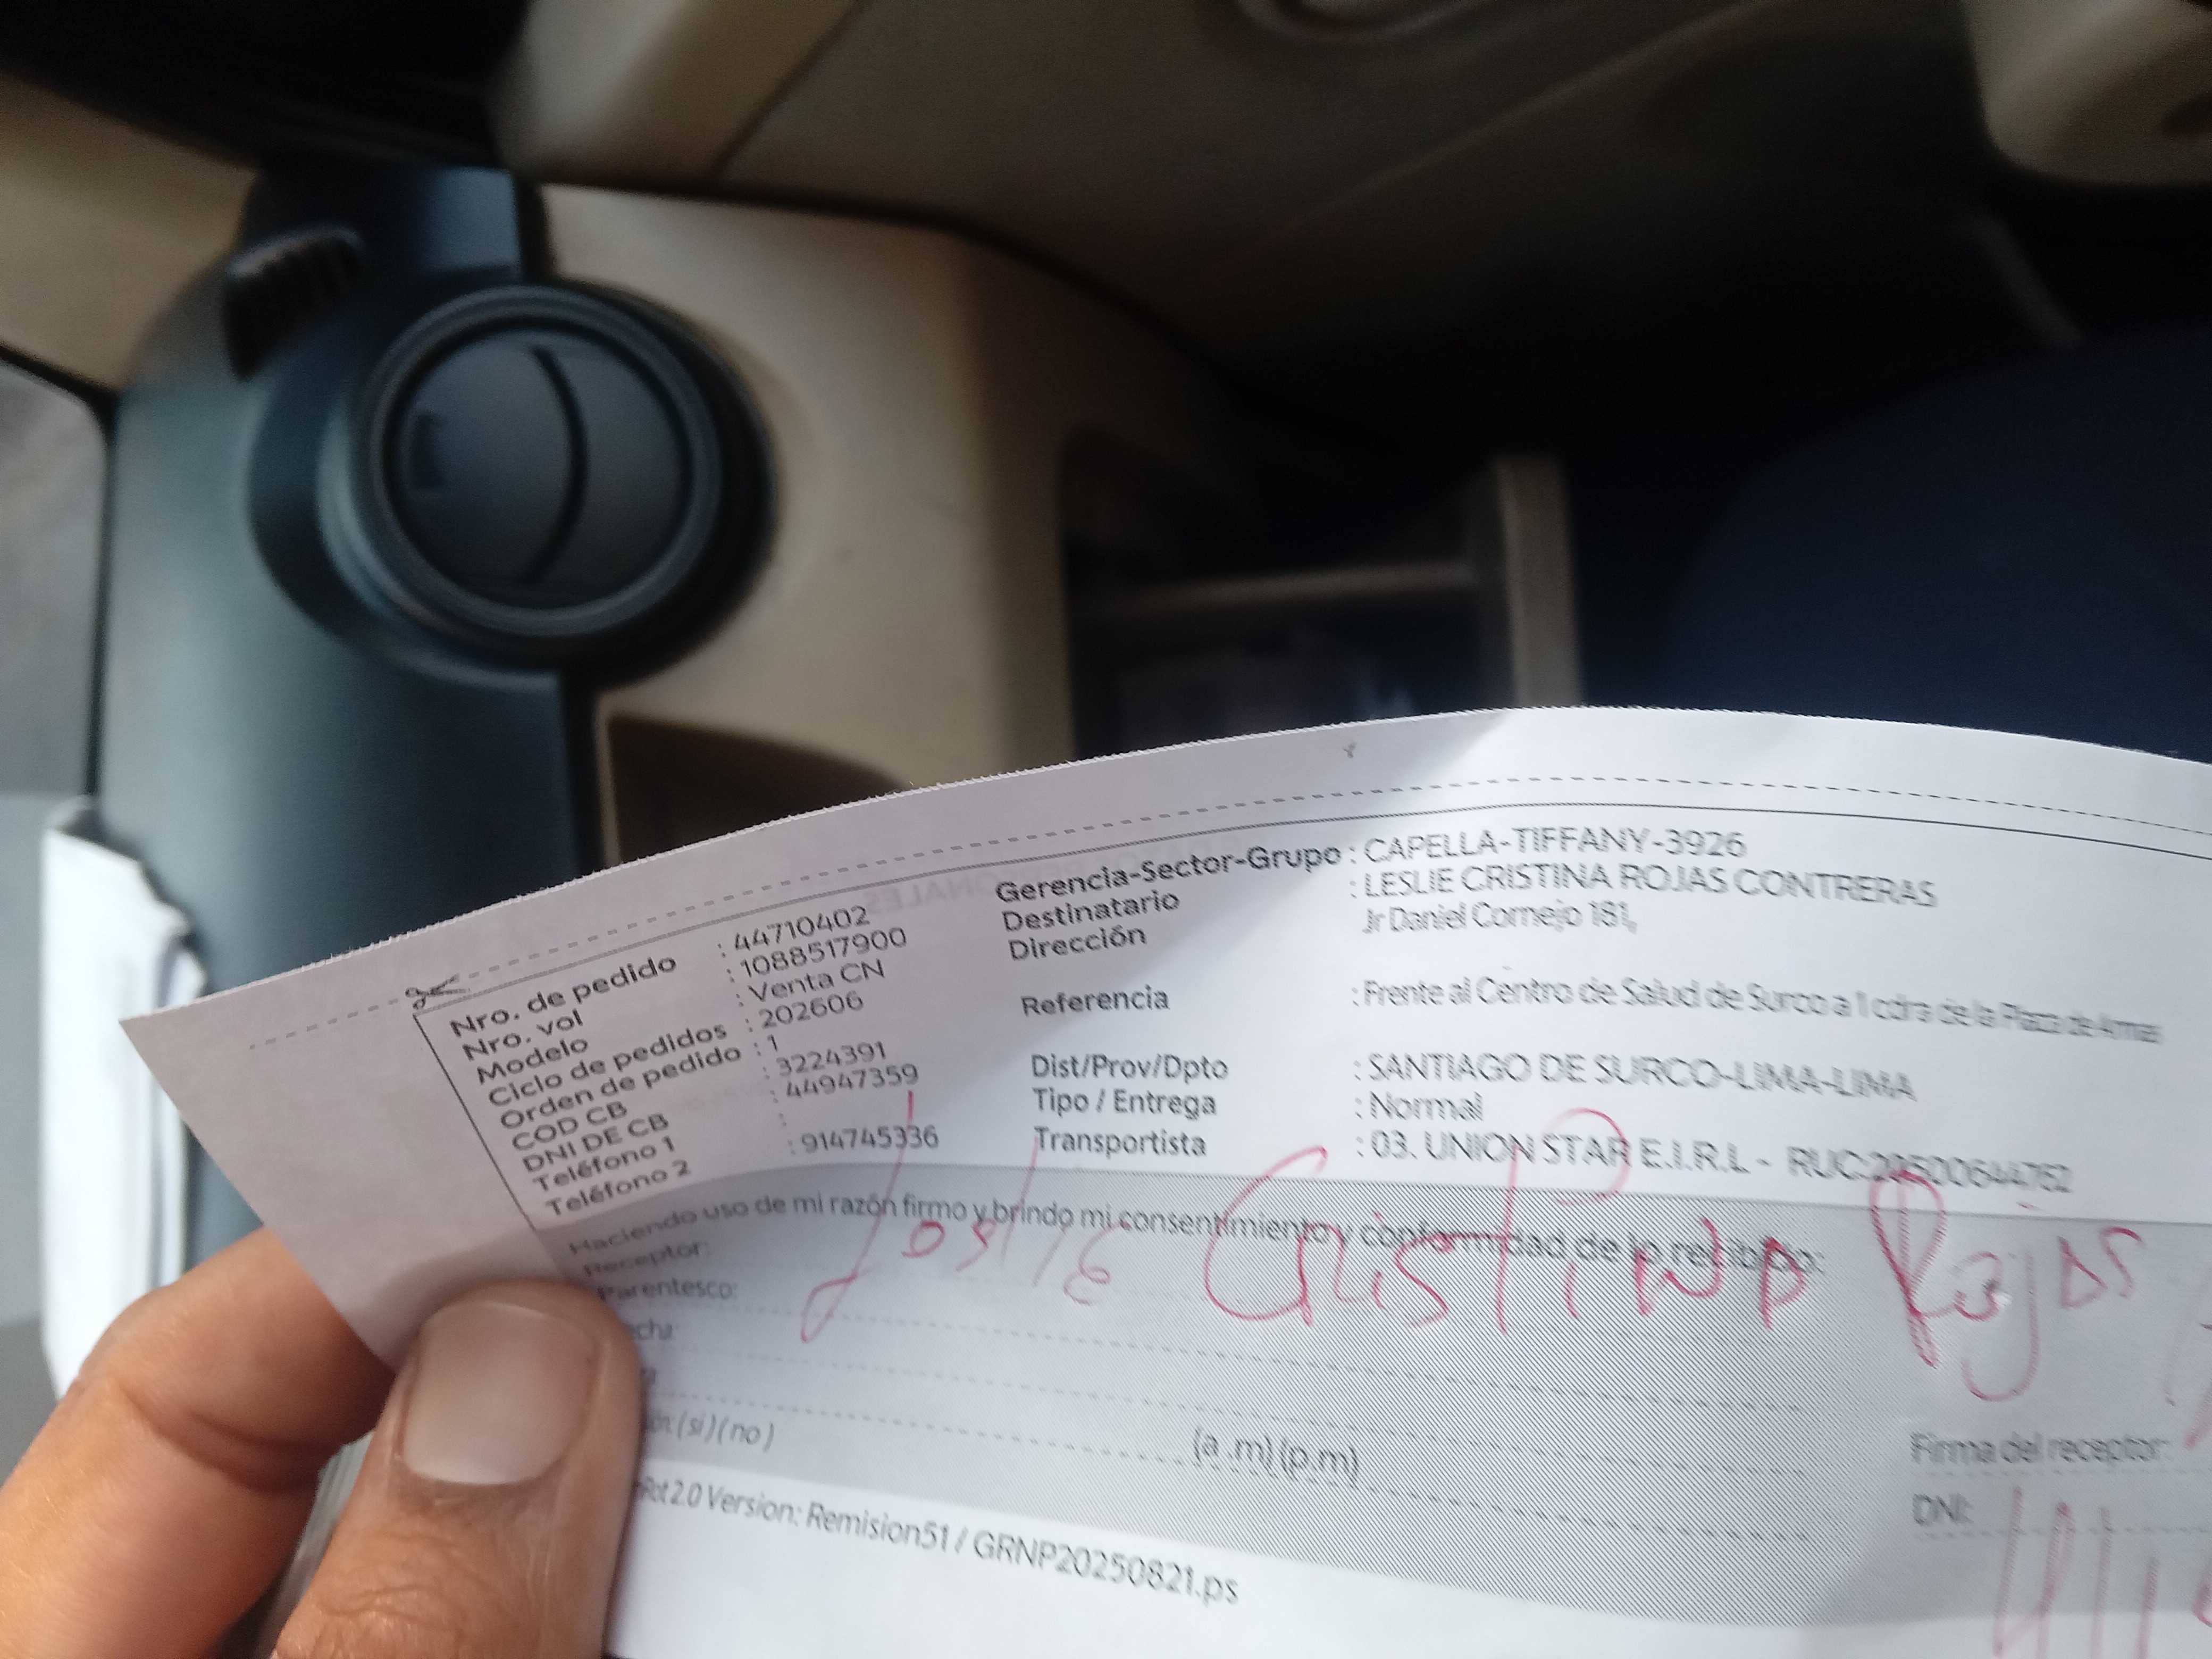 Nro. de pedido : 44710402
Nro. vol : 1088517900
Modelo : Venta CN
Ciclo de pedidos : 202606
Orden de pedido : 1
COD CB : 3224391
DNI DE CB : 44947359
Teléfono 1 :
Teléfono 2 : 914745336
Gerencia-Sector-Grupo : CAPELLA-TIFFANY-3926
Destinatario : LESLIE CRISTINA ROJAS CONTRERAS
Dirección Jr Daniel Cornejo 181,
Referencia : Frente al Centro de Salud de Surco a 1 cdra de la Plaza de Armas
Dist/Prov/Dpto : SANTIAGO DE SURCO-LIMA-LIMA
Tipo / Entrega : Normal
Transportista : 03. UNION STAR E.I.R.L - RUC:20500644762
Haciendo uso de mi razón firmo y brindo mi consentimiento y conformidad de lo recibido:
Receptor:
Cristina Rojas
Parentesco:
(si) (no)
(a .m) (p.m)
Firma del receptor:
DNI:
2.0 Version: Remision51 / GRNP20250821.ps